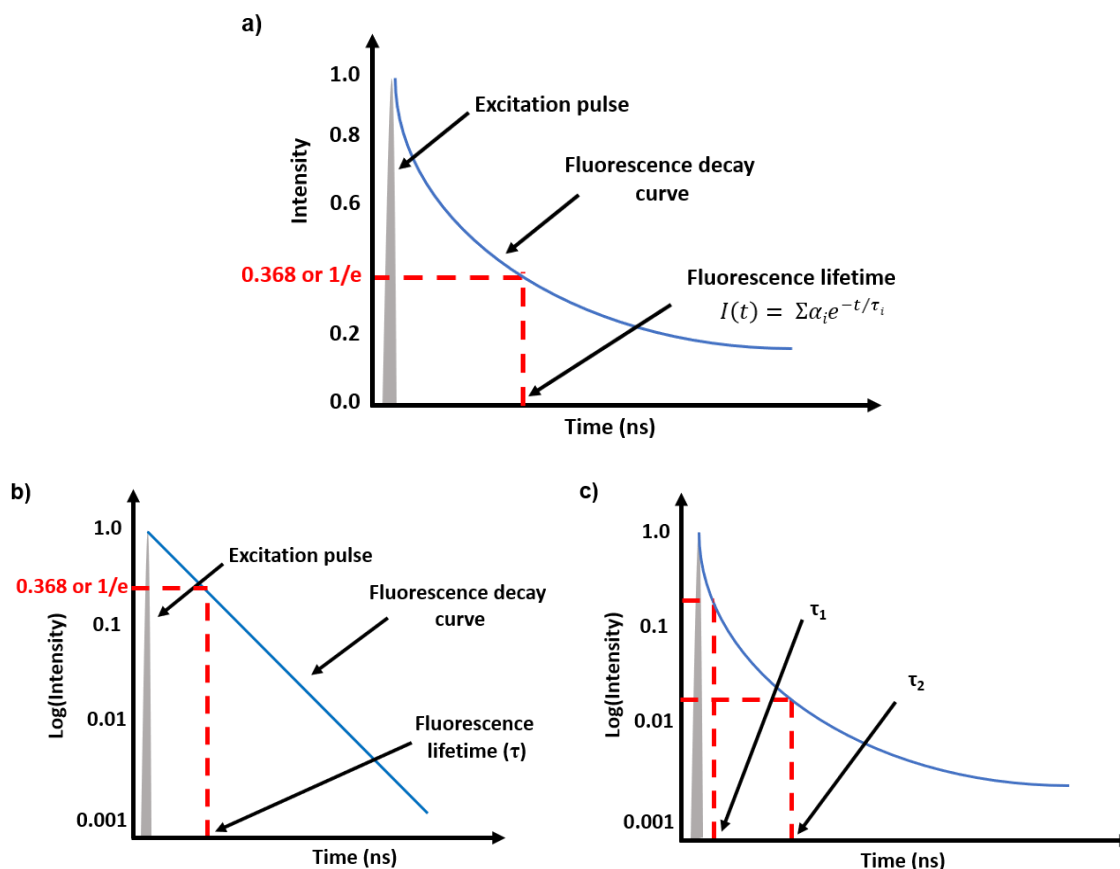 a)
1.0
Excitation pulse
0.8
Fluorescence decay
curve
Intensity
0.6
0.368 or 1/e
Fluorescence lifetime
I(t) = Σα_i e^{-t/τ_i}
0.2
0.0
Time (ns)
b)
1.0
Excitation pulse
0.368 or 1/e
Fluorescence decay
curve
0.1
Log(Intensity)
0.01
Fluorescence
lifetime (τ)
0.001
Time (ns)
c)
1.0
τ₁
0.1
Log(Intensity)
τ₂
0.01
0.001
Time (ns)